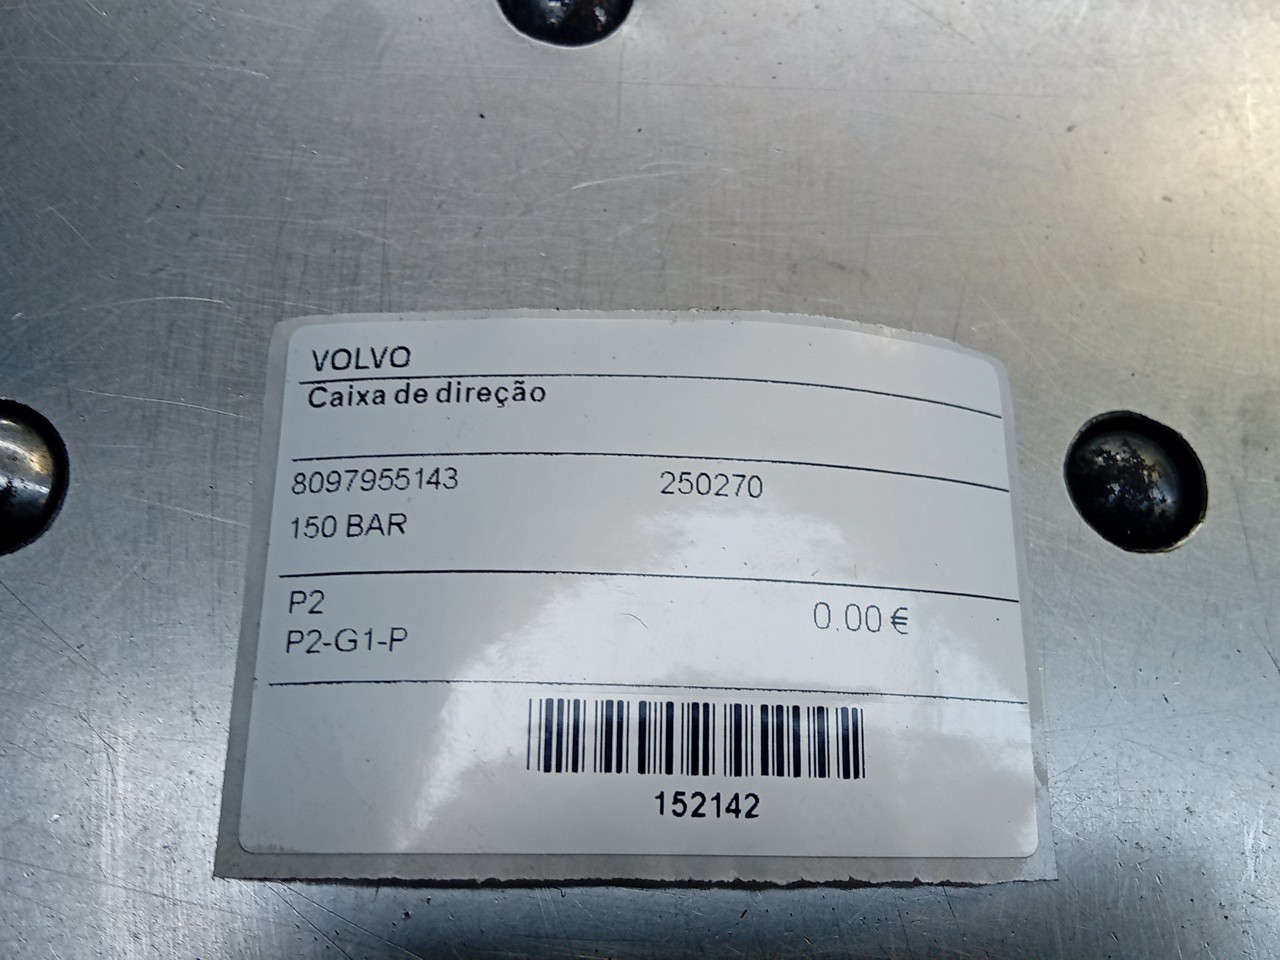 VOLVO
Caixa de direção
8097955143 250270
150 BAR
P2
0.00 €
P2-G1-P
152142